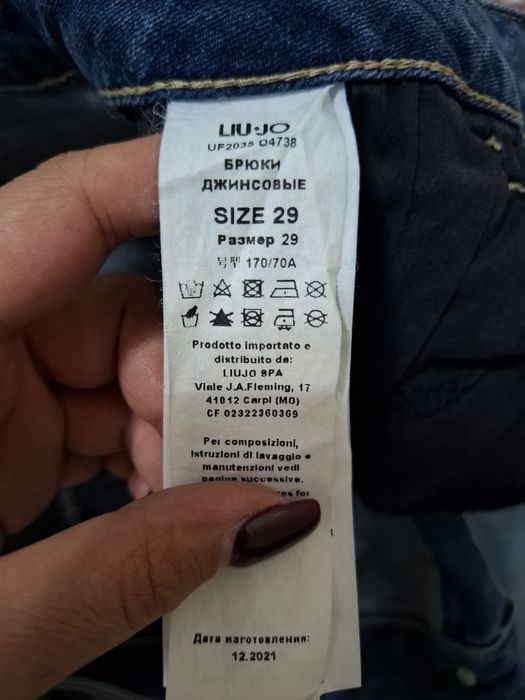 LIU·JO
UF2035 D4738
БРЮКИ
ДЖИНСОВЫЕ
SIZE 29
Размер 29
号型 170/70A
Prodotto importato e
distribuito da:
LIUJO SPA
Viale J.A.Fleming, 17
41012 Carpi (MO)
CF 02322360369
Per composizioni,
istruzioni di lavaggio e
manutenzioni vedi
pagine successive.
for
Дата изготовления:
12.2021